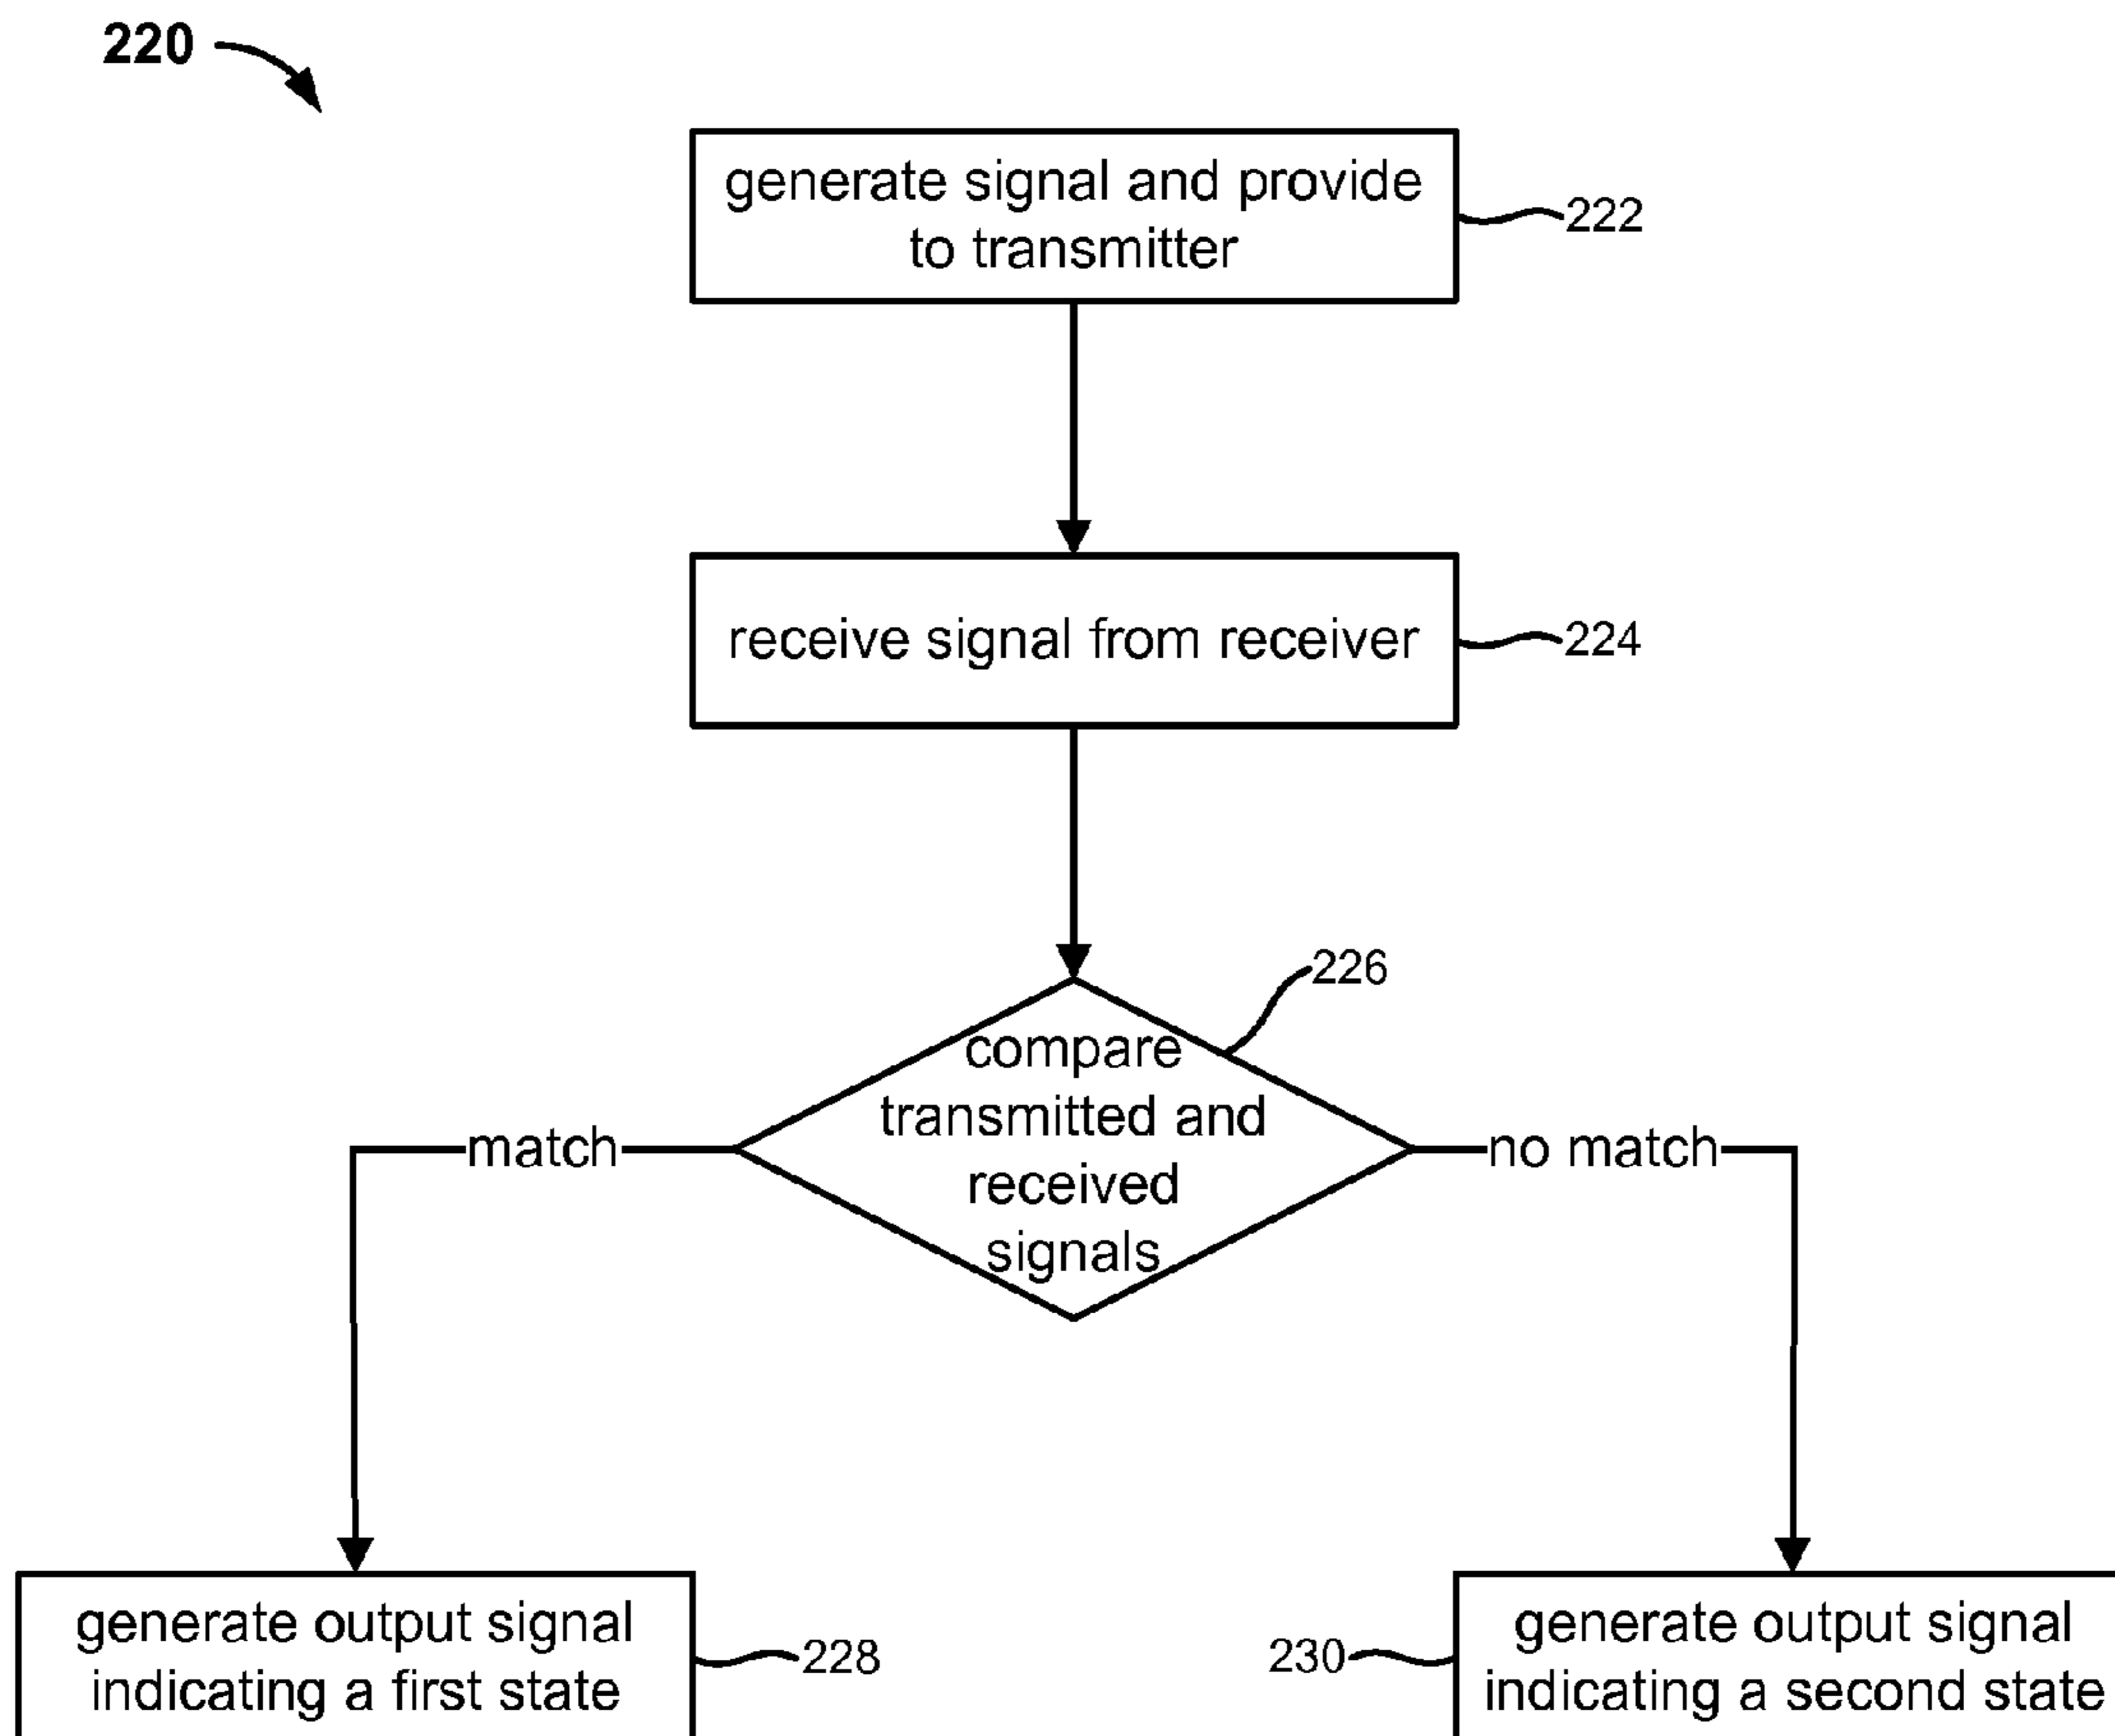 220
generate signal and provide
to transmitter
222
receive signal from receiver
224
226
compare
transmitted and
received
signals
match
no match
generate output signal
indicating a first state
228
230
generate output signal
indicating a second state